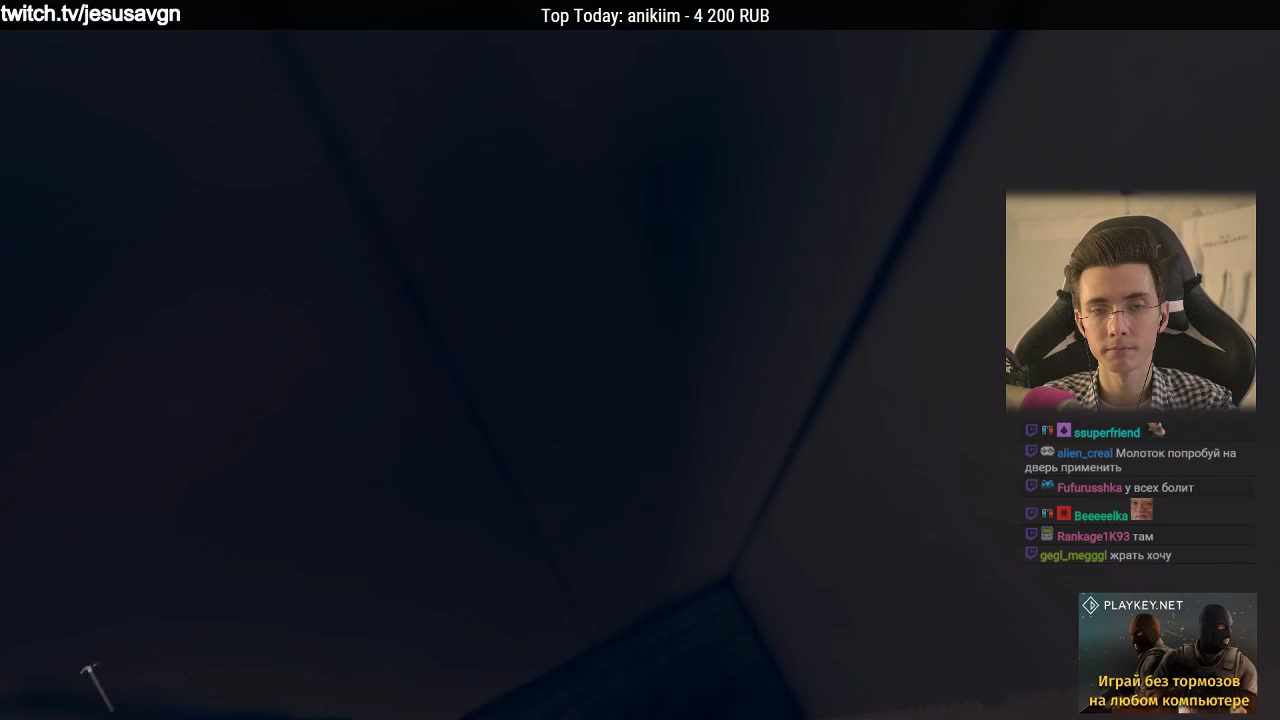 twitch.tv/jesusavgn
Top Today: anikiim - 4 200 RUB
ssuperfriend
alien_creal Молоток попробуй на
дверь применить
Fufurusshka у всех болит
Beeeeelka
Rankage1K93 там
gegl_megggl жрать хочу
PLAYKEY.NET
Играй без тормозов
на любом компьютере